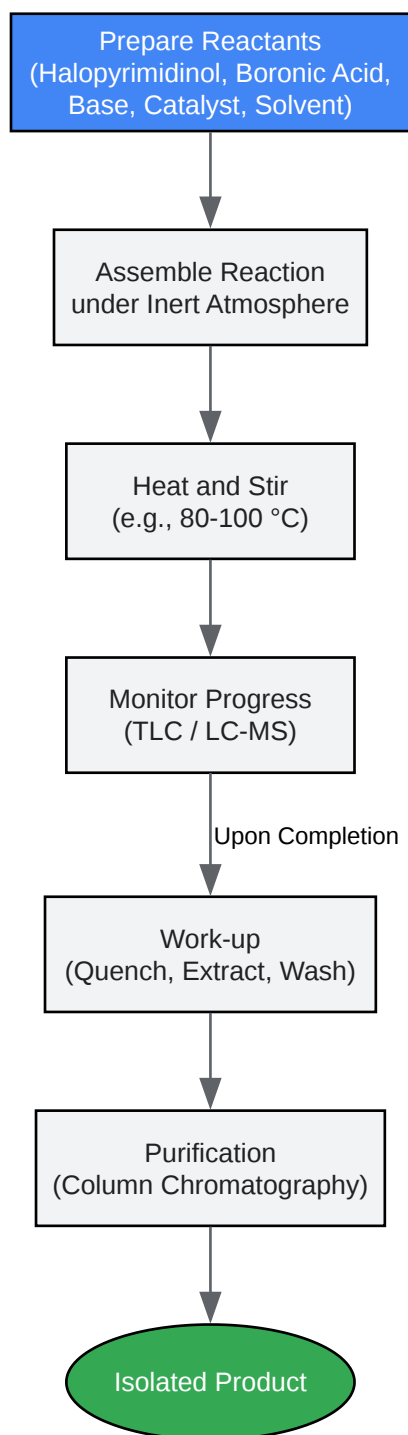 Prepare Reactants
(Halopyrimidinol, Boronic Acid,
Base, Catalyst, Solvent)
Assemble Reaction
under Inert Atmosphere
Heat and Stir
(e.g., 80-100 °C)
Monitor Progress
(TLC / LC-MS)
Upon Completion
Work-up
(Quench, Extract, Wash)
Purification
(Column Chromatography)
Isolated Product